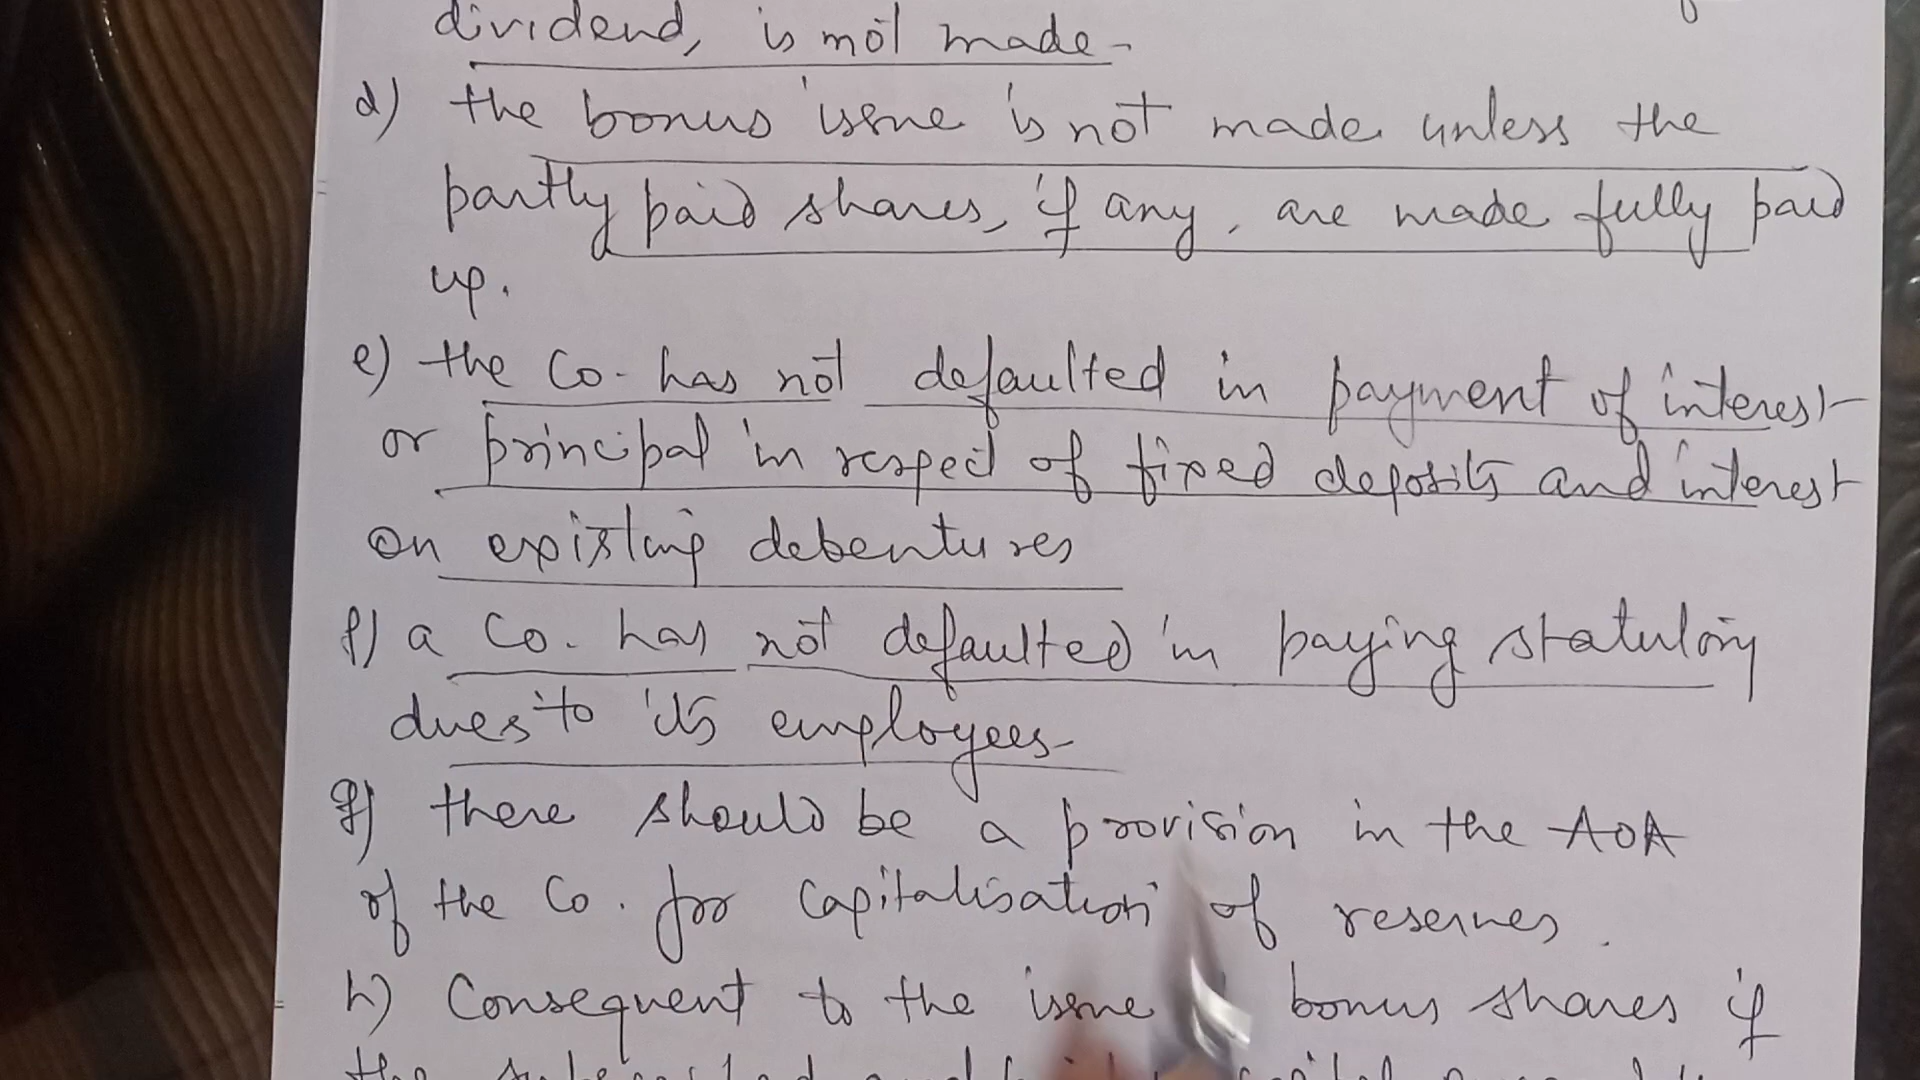 dividend, is not made-
d) the bonus issue is not made unless the
partly paid shares, if any, are made fully paid
up.
e) the Co. has not defaulted in payment of interest
or principal in respect of fixed deposits and interest
on existing debentures
f) a Co. has not defaulted in paying statutory
dues to its employees-
g) there should be a provision in the AOA
of the Co. for Capitalisation of reserves.
h) Consequent to the issue bonus shares if
the